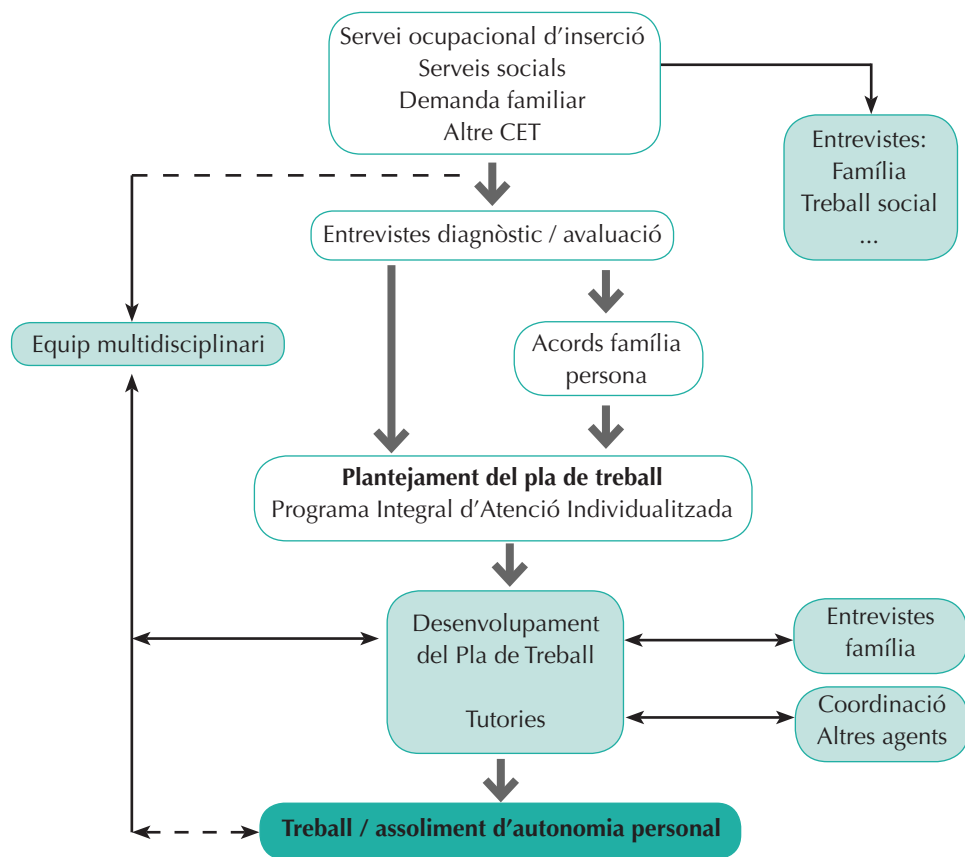 Servei ocupacional d’inserció
Serveis socials
Demanda familiar
Altre CET
Entrevistes:
Família
Treball social
...
Entrevistes diagnòstic / avaluació
Equip multidisciplinari
Acords família
persona
Plantejament del pla de treball
Programa Integral d’Atenció Individualitzada
Desenvolupament
del Pla de Treball
Tutories
Entrevistes
família
Coordinació
Altres agents
Treball / assoliment d’autonomia personal